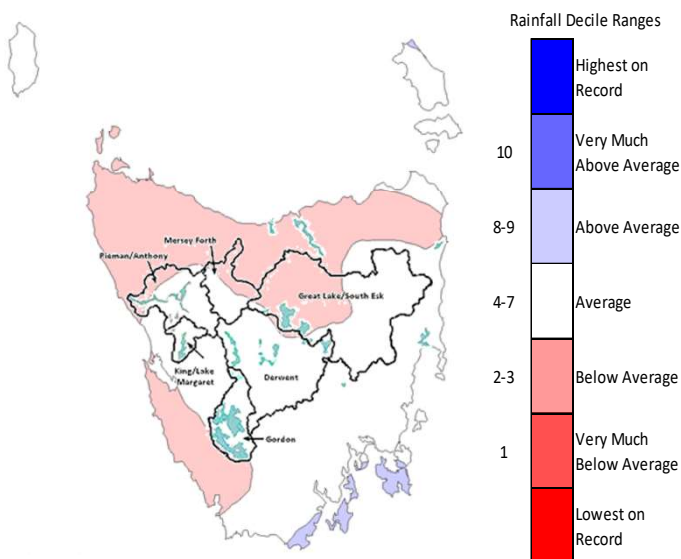 Rainfall Decile Ranges
Highest on
Record
10
Very Much
Above Average
8-9
Above Average
4-7
Average
2-3
Below Average
1
Very Much
Below Average
Lowest on
Record
Mersey Forth
Pieman/Anthony
Great Lake/South Esk
King/Lake
Margaret
Derwent
Gordon